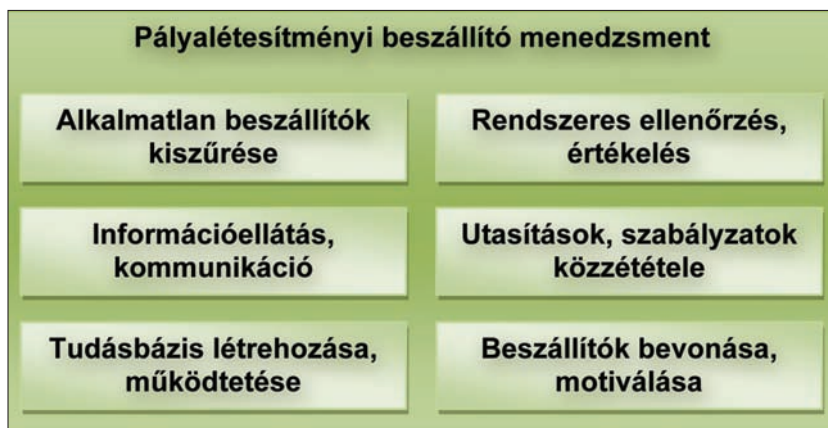 Pályalétesítményi beszállító menedzsment
Alkalmatlan beszállítók
kiszűrése
Rendszeres ellenőrzés,
értékelés
Információellátás,
kommunikáció
Utasítások, szabályzatok
közzététele
Tudásbázis létrehozása,
működtetése
Beszállítók bevonása,
motiválása